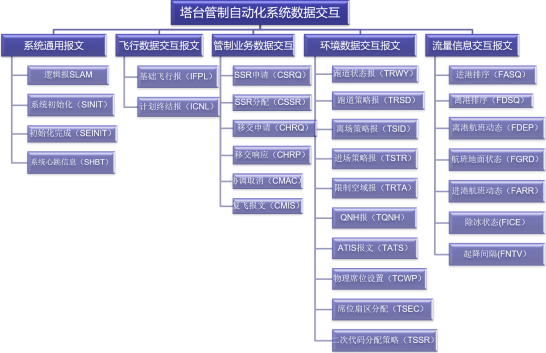 塔台管制自动化系统数据交互
系统通用报文
逻辑报SLAM
系统初始化（SINIT）
初始化完成（SEINIT）
系统心跳信息（SHBT）
飞行数据交互报文
基础飞行报（IFPL）
计划终结报（ICNL）
管制业务数据交互
SSR申请（CSRQ）
SSR分配（CSSR）
移交申请（CHRQ）
移交响应（CHRP）
协调取消（CMAC）
复飞报文（CMIS）
环境数据交互报文
跑道状态报（TRWY）
跑道策略报（TRSD）
离场策略报（TSID）
进场策略报（TSTR）
限制空域报（TRTA）
QNH报（TQNH）
ATIS报文（TATS）
物理席位设置（TCWP）
席位扇区分配（TSEC）
二次代码分配策略（TSSR）
流量信息交互报文
进港排序（FASQ）
离港排序（FDSQ）
离港航班动态（FDEP）
航班地面状态（FGRD）
进港航班动态（FARR）
除冰状态(FICE）
起降间隔(FNTV）